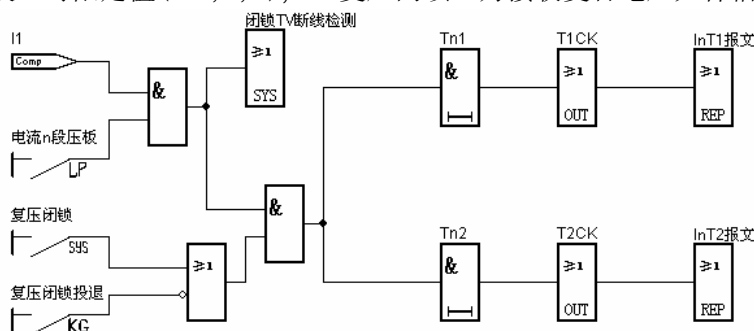 闭锁TV断线检测
I1
Comp
&
≥1
SYS
电流n段压板
LP
复压闭锁
SYS
复压闭锁投退
KG
≥1
&
Tn1
&
T1CK
≥1
OUT
InT1报文
≥1
REP
Tn2
&
T2CK
≥1
OUT
InT2报文
≥1
REP